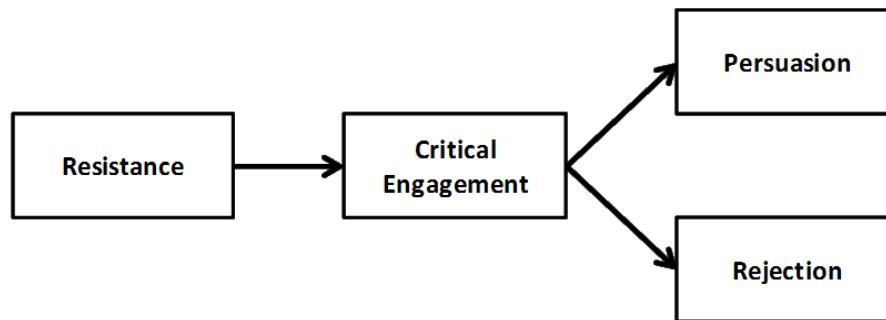 Resistance
Critical
Engagement
Persuasion
Rejection